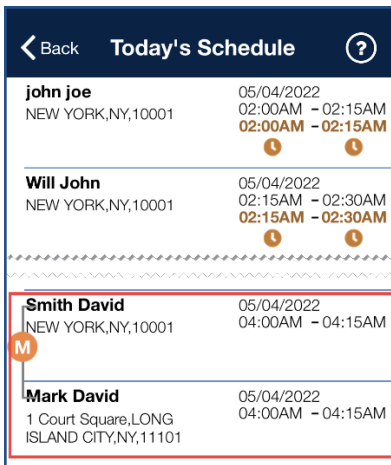 Back Today's Schedule ?
john joe 05/04/2022
NEW YORK,NY,10001 02:00AM – 02:15AM
02:00AM – 02:15AM
Will John 05/04/2022
NEW YORK,NY,10001 02:15AM – 02:30AM
02:15AM – 02:30AM
Smith David 05/04/2022
NEW YORK,NY,10001 04:00AM – 04:15AM
M
Mark David 05/04/2022
1 Court Square,LONG 04:00AM – 04:15AM
ISLAND CITY,NY,11101